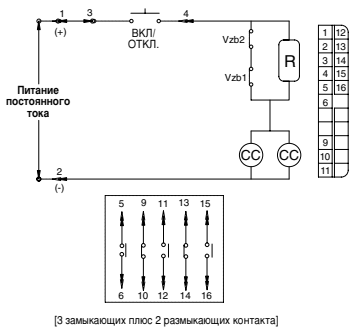 1 3 4
(+)
ВКЛ/
ОТКЛ.
Vzb2
Vzb1
R
Питание
постоянного
тока
CC CC
2
(-)
1 12
2 13
3 14
4 15
5 16
6
9
10
11
5 9 11 13 15
6 10 12 14 16
[3 замыкающих плюс 2 размыкающих контакта]